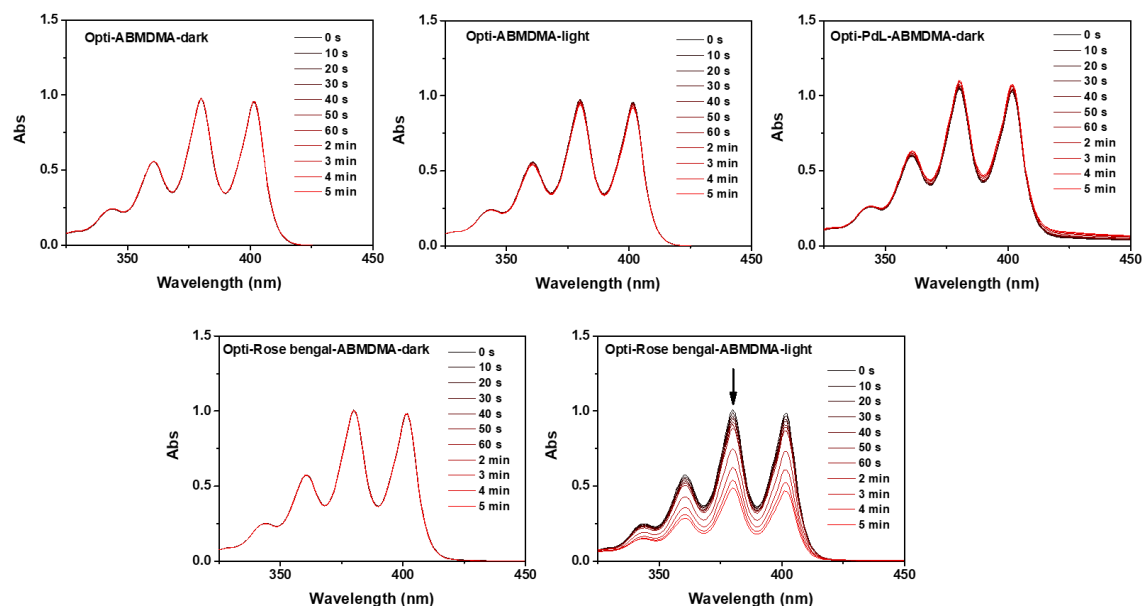 1.5
1.0
0.5
0.0
Abs
Opti-ABMDMA-dark
0 s
10 s
20 s
30 s
40 s
50 s
60 s
2 min
3 min
4 min
5 min
350
400
450
Wavelength (nm)
1.5
1.0
0.5
0.0
Abs
Opti-ABMDMA-light
0 s
10 s
20 s
30 s
40 s
50 s
60 s
2 min
3 min
4 min
5 min
350
400
450
Wavelength (nm)
1.5
1.0
0.5
0.0
Abs
Opti-PdL-ABMDMA-dark
0 s
10 s
20 s
30 s
40 s
50 s
60 s
2 min
3 min
4 min
5 min
350
400
450
Wavelength (nm)
1.5
1.0
0.5
0.0
Abs
Opti-Rose bengal-ABMDMA-dark
0 s
10 s
20 s
30 s
40 s
50 s
60 s
2 min
3 min
4 min
5 min
350
400
450
Wavelength (nm)
1.5
1.0
0.5
0.0
Abs
Opti-Rose bengal-ABMDMA-light
0 s
10 s
20 s
30 s
40 s
50 s
60 s
2 min
3 min
4 min
5 min
350
400
450
Wavelength (nm)